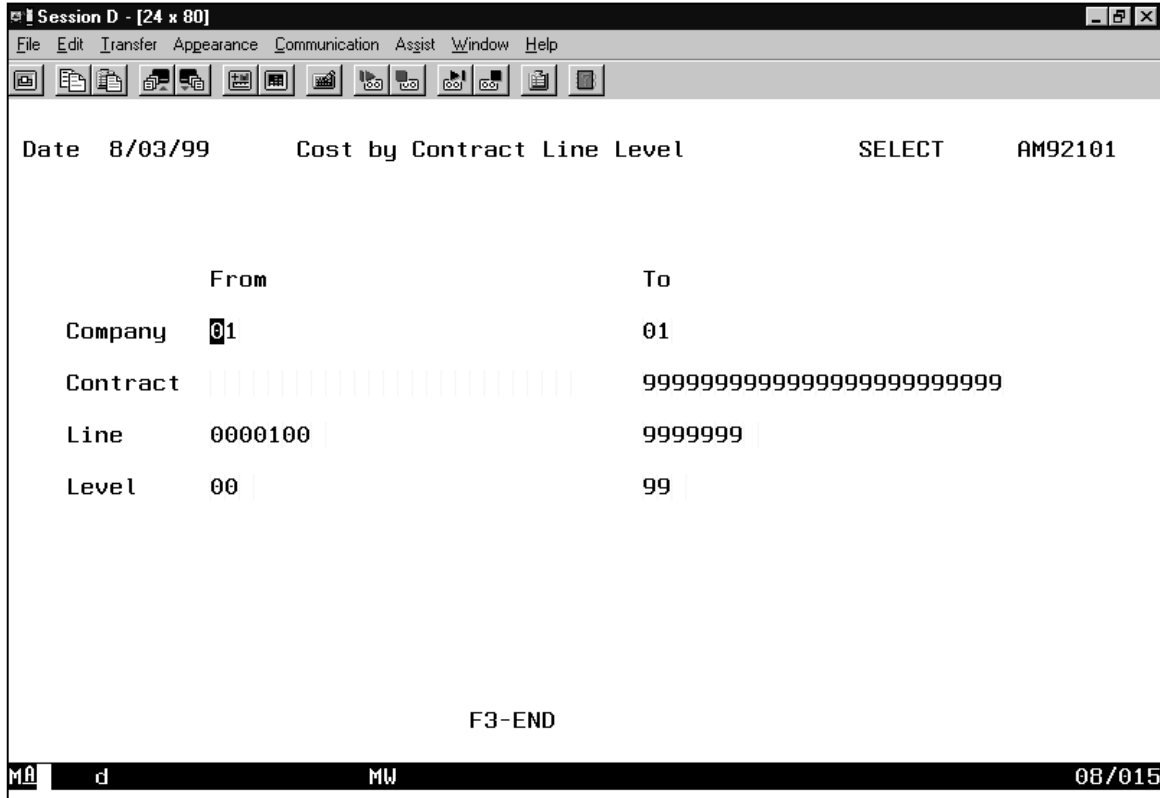 Session D - [24 x 80]
File Edit Transfer Appearance Communication Assist Window Help
Date 8/03/99 Cost by Contract Line Level SELECT AM92101
From To
Company 01 01
Contract 9999999999999999999999999
Line 0000100 9999999
Level 00 99
F3-END
MA d MW 08/015